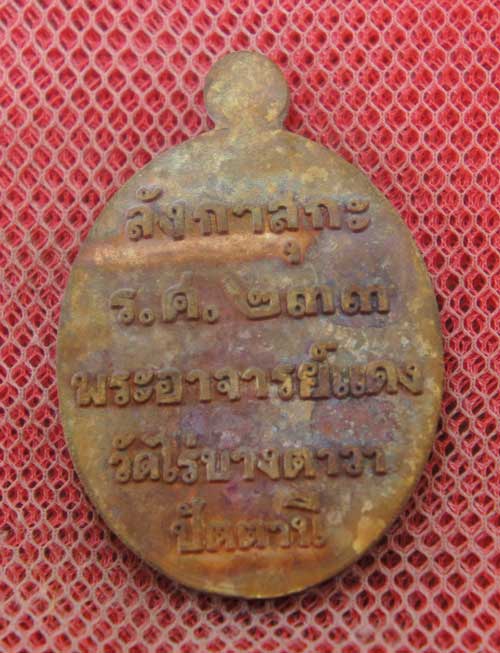 ลังกาสุกะ
ร.ศ. ๒๓๓
พระอาจารย์แดง
วัดไร่บางตาวา
ปัตตานี